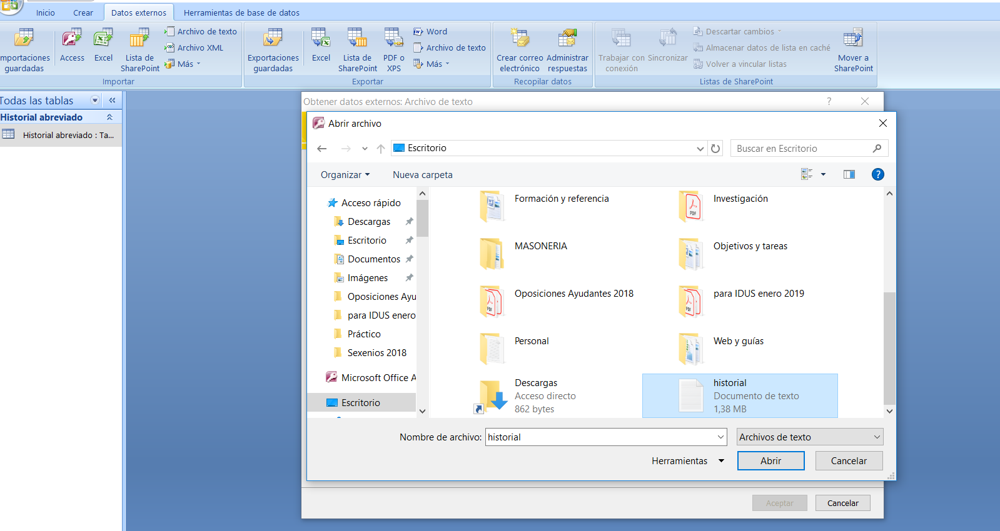 Inicio
Crear
Datos externos
Herramientas de base de datos
mportaciones guardadas
Access
Excel
Lista de SharePoint
Archivo de texto
Archivo XML
Más
Importar
Exportaciones guardadas
Excel
Lista de SharePoint
PDF o XPS
Word
Archivo de texto
Más
Exportar
Crear correo electrónico
Administrar respuestas
Recopilar datos
Trabajar con conexión
Sincronizar
Descartar cambios
Almacenar datos de lista en caché
Volver a vincular listas
Mover a SharePoint
Listas de SharePoint
Todas las tablas
«
Historial abreviado
Historial abreviado : Ta...
Obtener datos externos: Archivo de texto
?
Abrir archivo
Escritorio
Buscar en Escritorio
Organizar
Nueva carpeta
?
Acceso rápido
Descargas
Escritorio
Documentos
Imágenes
Oposiciones Ayu
para IDUS enero
Práctico
Sexenios 2018
Microsoft Office A
Escritorio
Formación y referencia
Investigación
PDF
MASONERIA
Objetivos y tareas
Oposiciones Ayudantes 2018
PDF
para IDUS enero 2019
PDF
Personal
Web y guías
Descargas
Acceso directo
862 bytes
historial
Documento de texto
1,38 MB
Nombre de archivo:
historial
Archivos de texto
Herramientas
Abrir
Cancelar
Aceptar
Cancelar